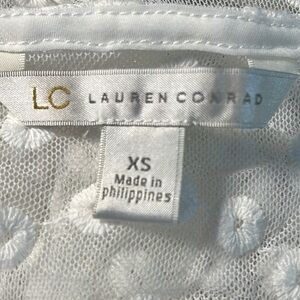 LC LAUREN CONRAD
XS
Made in
philippines